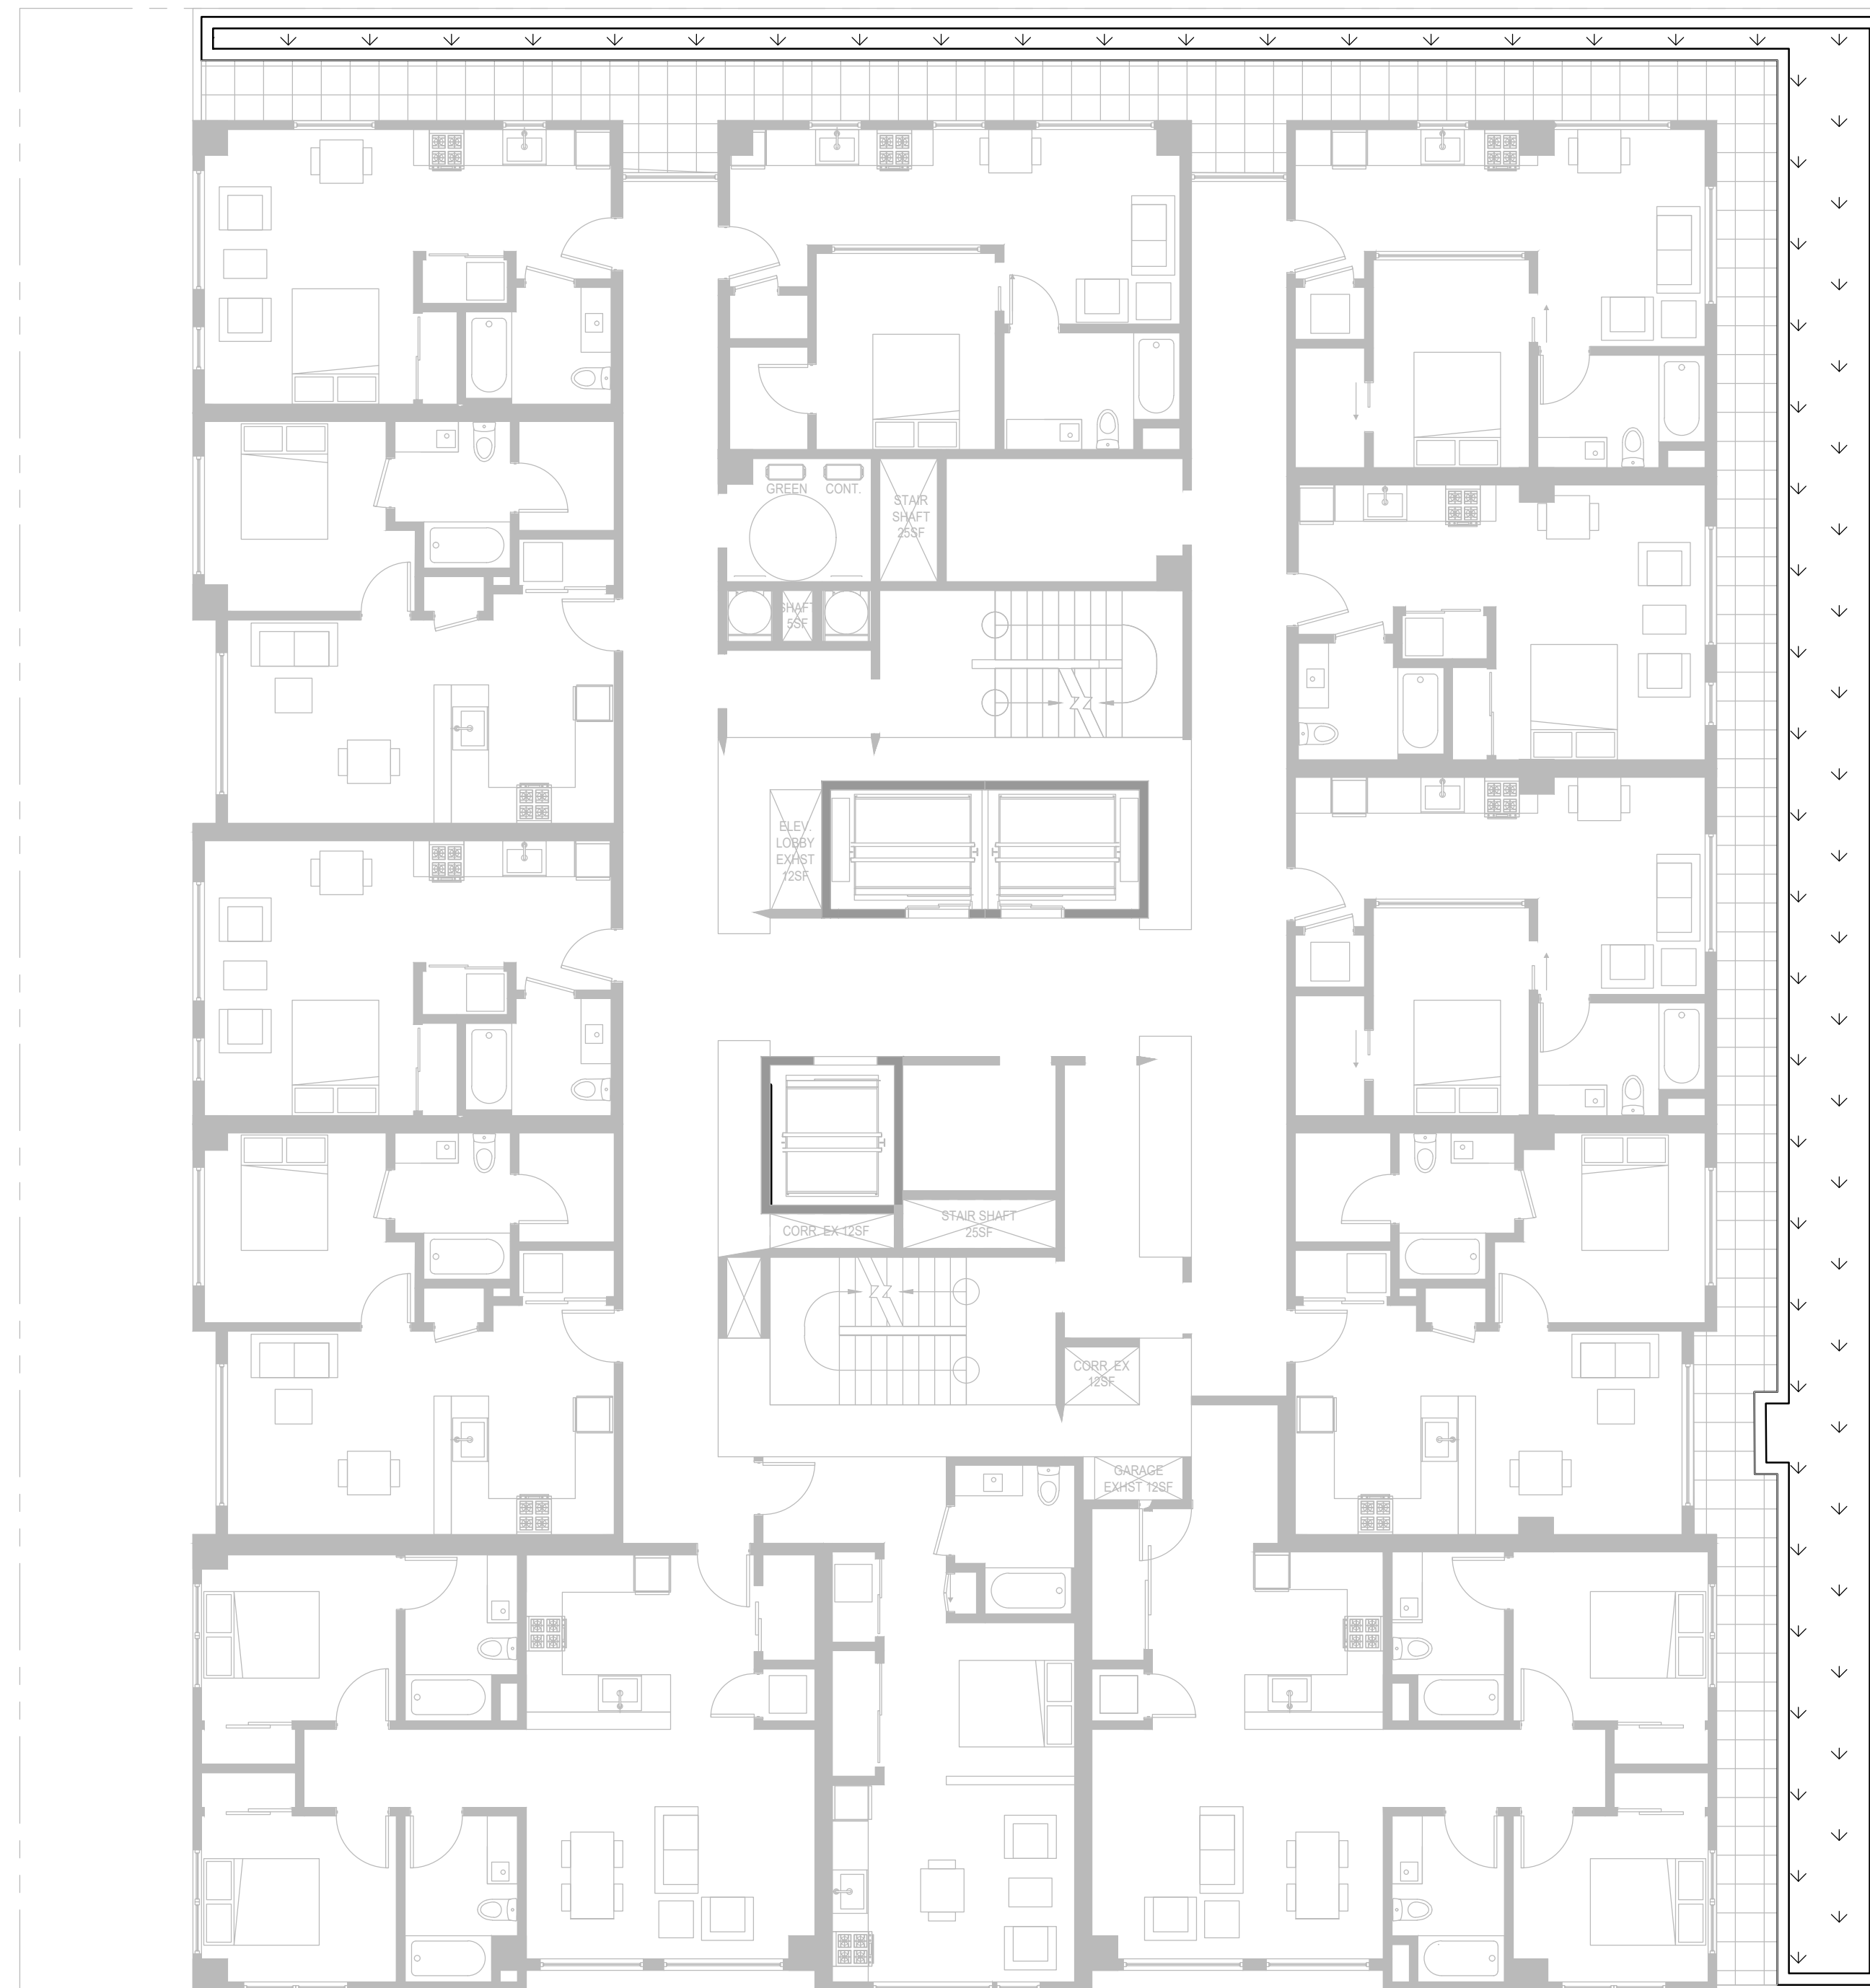 GREEN CONT.
STAIR
SHAFT
25SF
SHAFT
5SF
ELEV.
LOBBY
EXHST
12SF
CORR. EX 12SF
STAIR SHAFT
25SF
CORR. EX
12SF
GARAGE
EXHST 12SF